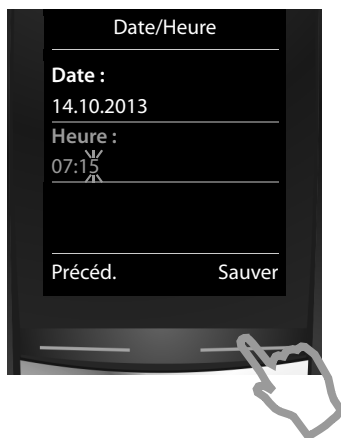 Date/Heure
Date :
14.10.2013
Heure :
07:15
Précéd. Sauver